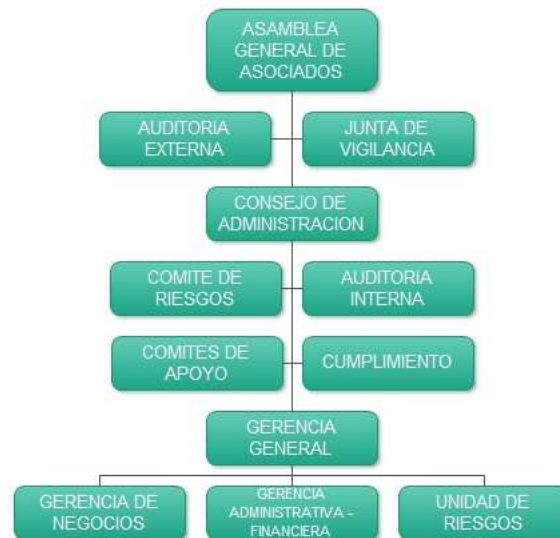 ASAMBLEA
GENERAL DE
ASOCIADOS
AUDITORIA
EXTERNA
JUNTA DE
VIGILANCIA
CONSEJO DE
ADMINISTRACION
COMITE DE
RIESGOS
AUDITORIA
INTERNA
COMITES DE
APOYO
CUMPLIMIENTO
GERENCIA
GENERAL
GERENCIA DE
NEGOCIOS
GERENCIA
ADMINISTRATIVA -
FINANCIERA
UNIDAD DE
RIESGOS